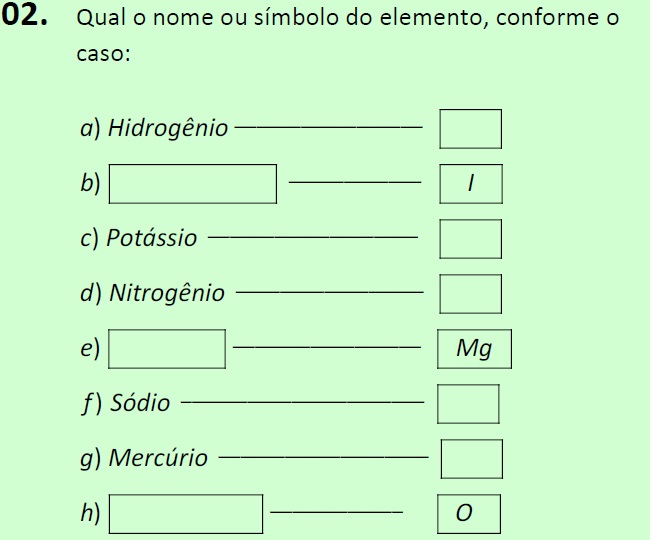 02. Qual o nome ou símbolo do elemento, conforme o
caso:
a) Hidrogênio
b) I
c) Potássio
d) Nitrogênio
e) Mg
f) Sódio
g) Mercúrio
h) O